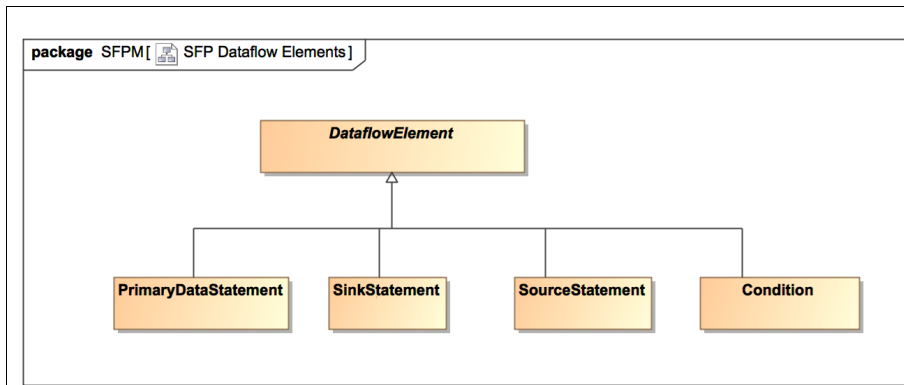 package SFPM[ SFP Dataflow Elements]
DataflowElement
PrimaryDataStatement
SinkStatement
SourceStatement
Condition